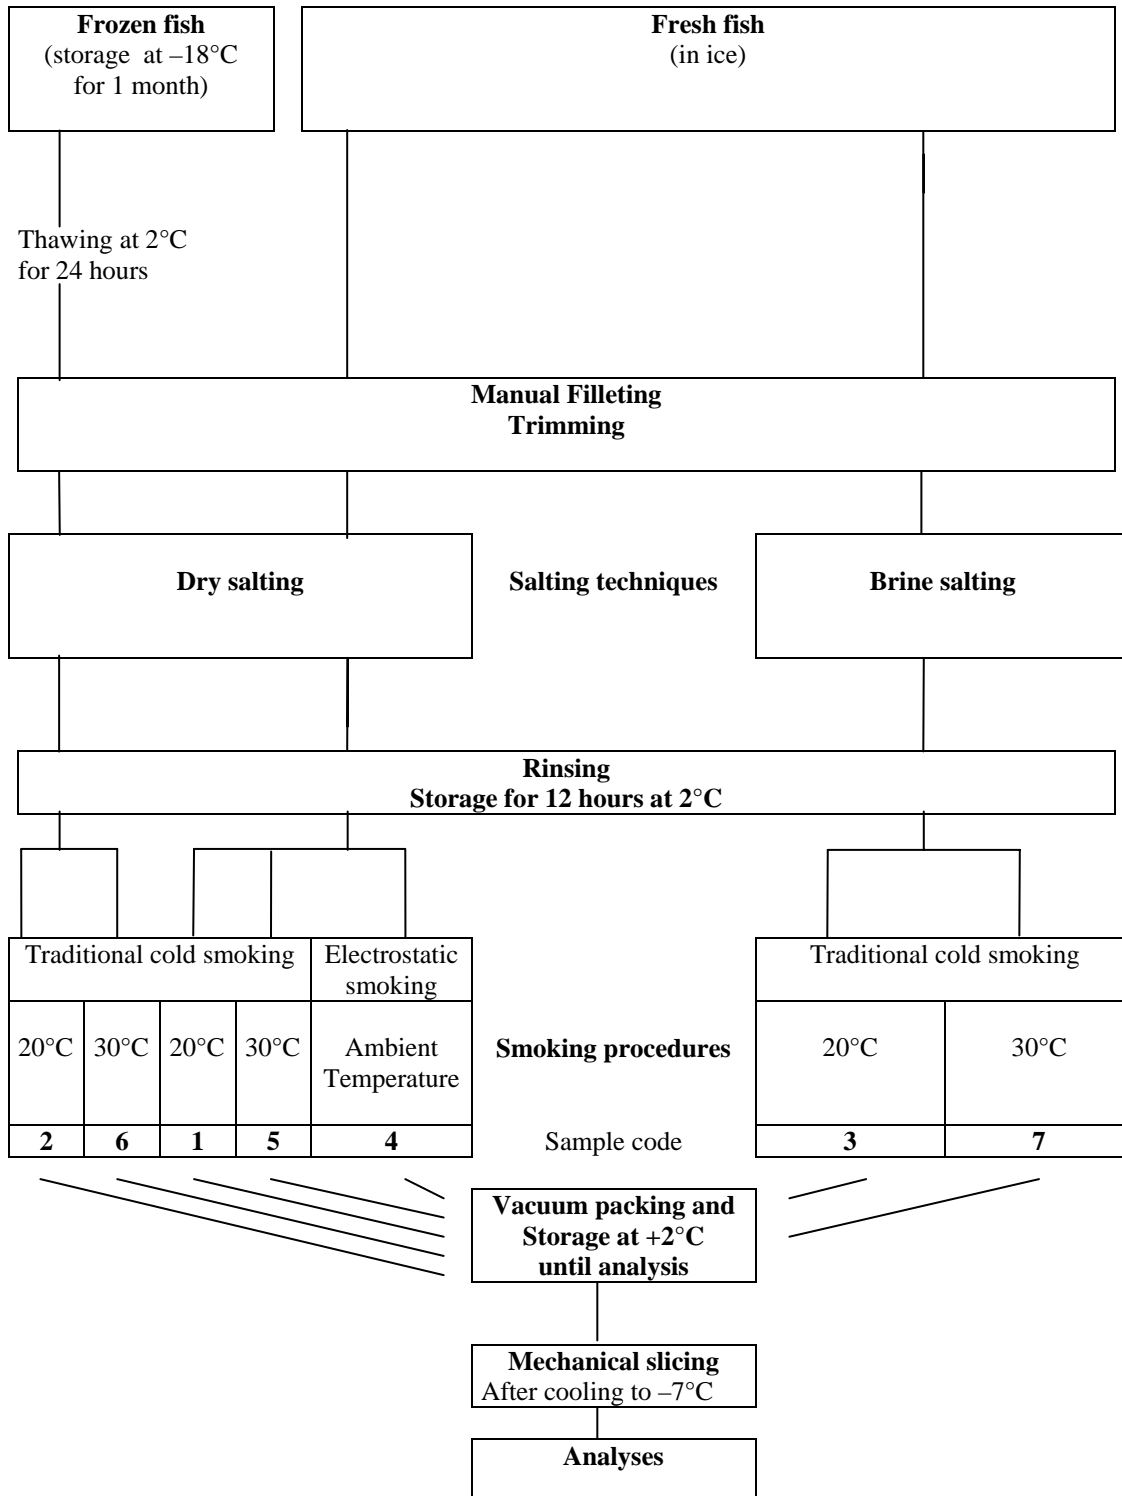 Frozen fish
(storage at –18°C
for 1 month)
Fresh fish
(in ice)
Thawing at 2°C
for 24 hours
Manual Filleting
Trimming
Dry salting
Salting techniques
Brine salting
Rinsing
Storage for 12 hours at 2°C
Traditional cold smoking
Electrostatic
smoking
Traditional cold smoking
20°C
30°C
20°C
30°C
Ambient
Temperature
Smoking procedures
20°C
30°C
2
6
1
5
4
Sample code
3
7
Vacuum packing and
Storage at +2°C
until analysis
Mechanical slicing
After cooling to –7°C
Analyses